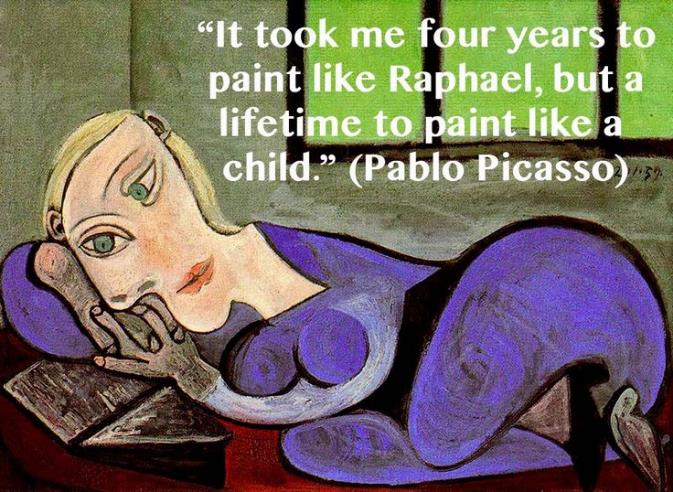 “It took me four years to
paint like Raphael, but a
lifetime to paint like a
child.” (Pablo Picasso)